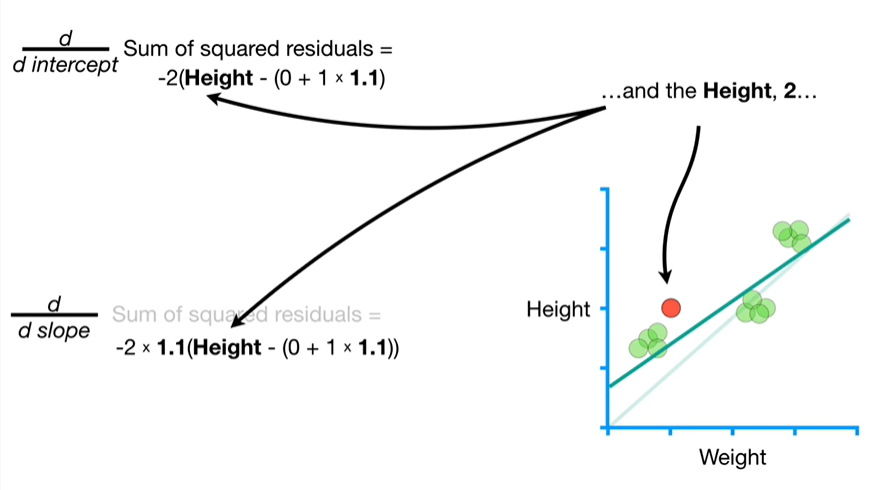 d
d intercept
Sum of squared residuals =
-2(Height - (0 + 1 × 1.1)
...and the Height, 2...
d
d slope
Sum of squared residuals =
-2 × 1.1(Height - (0 + 1 × 1.1))
Height
Weight